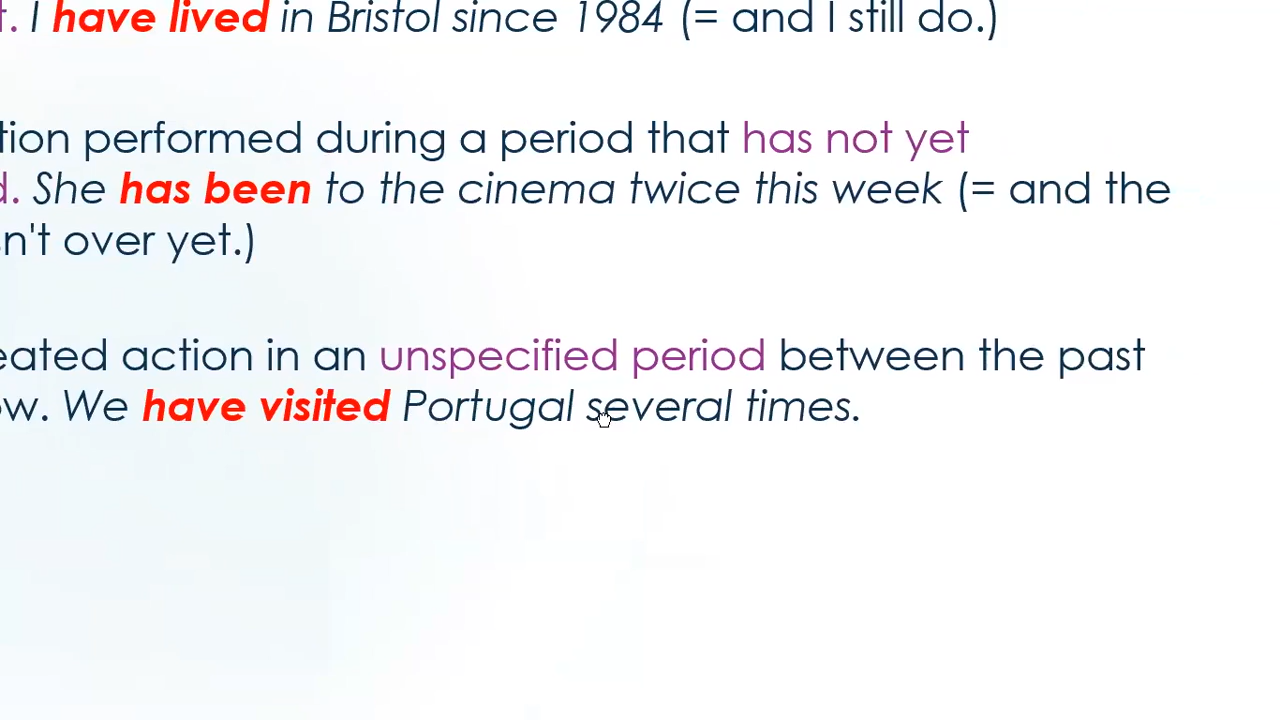 t. I have lived in Bristol since 1984 (= and I still do.)
tion performed during a period that has not yet
d. She has been to the cinema twice this week (= and the
sn't over yet.)
eated action in an unspecified period between the past
ow. We have visited Portugal several times.